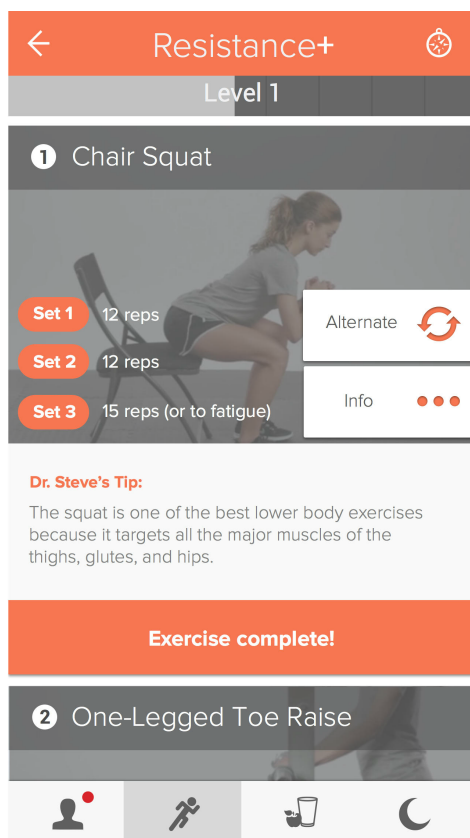 Resistance+
Level 1
1 Chair Squat
Set 1 12 reps
Alternate
Set 2 12 reps
Info
Set 3 15 reps (or to fatigue)
Dr. Steve's Tip:
The squat is one of the best lower body exercises
because it targets all the major muscles of the
thighs, glutes, and hips.
Exercise complete!
2 One-Legged Toe Raise